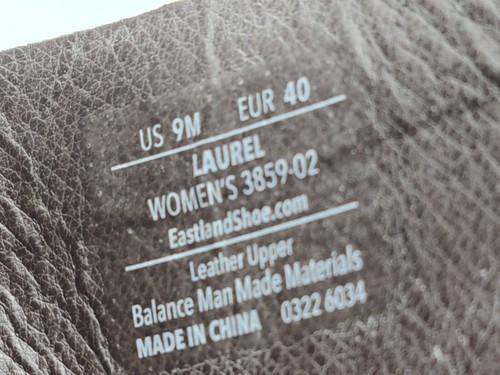 US 9M EUR 40
LAUREL
WOMEN'S 3859-02
EastlandShoe.com
Leather Upper
Balance Man Made Materials
MADE IN CHINA 0322 6034